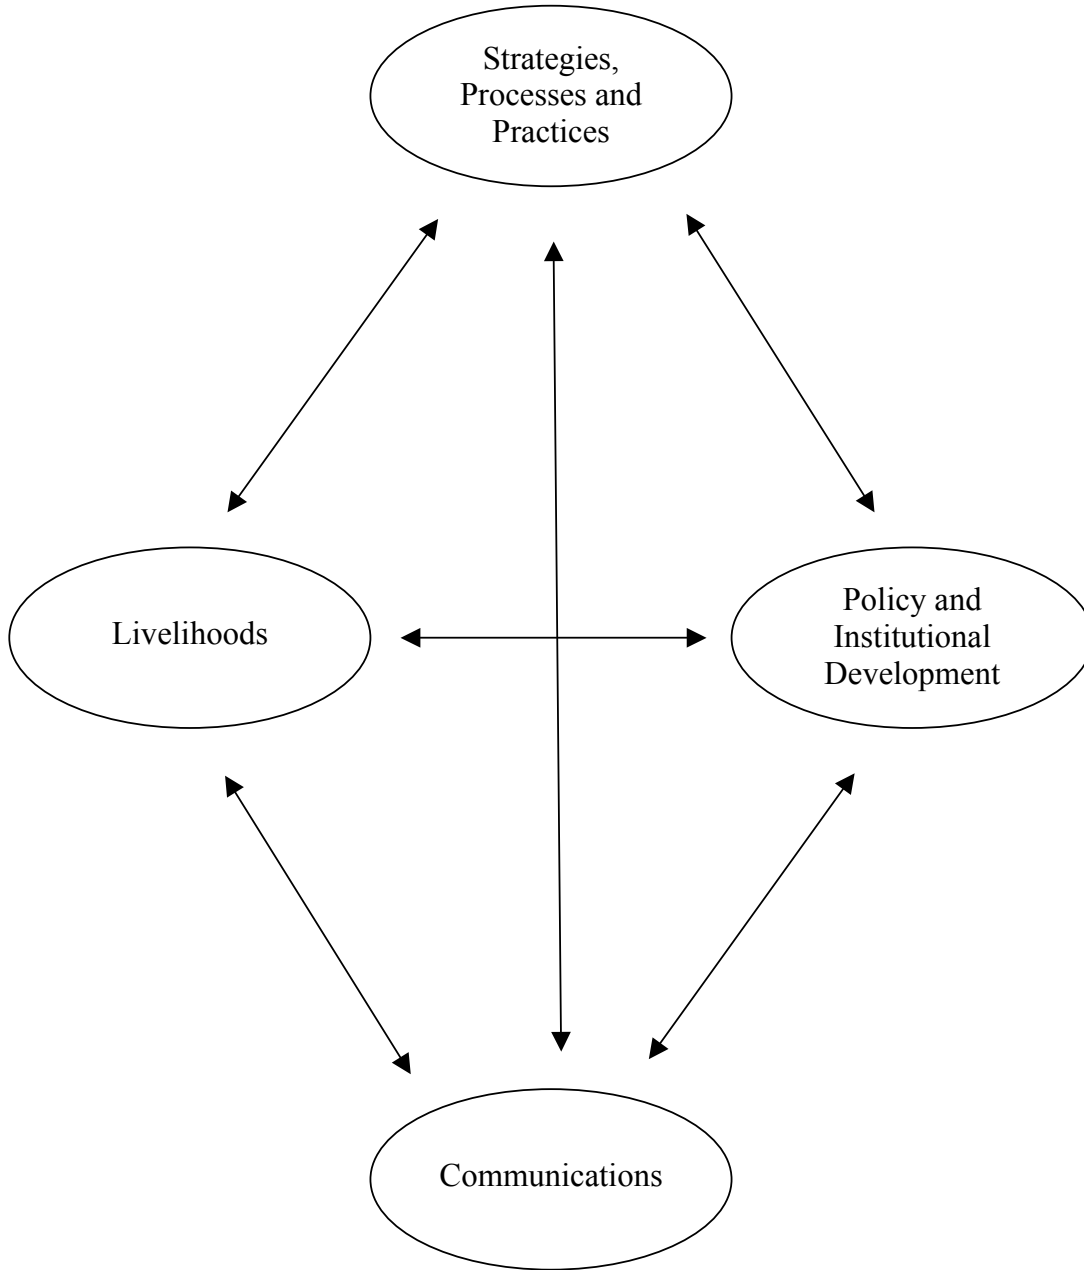 Strategies,
Processes and
Practices
Livelihoods
Policy and
Institutional
Development
Communications